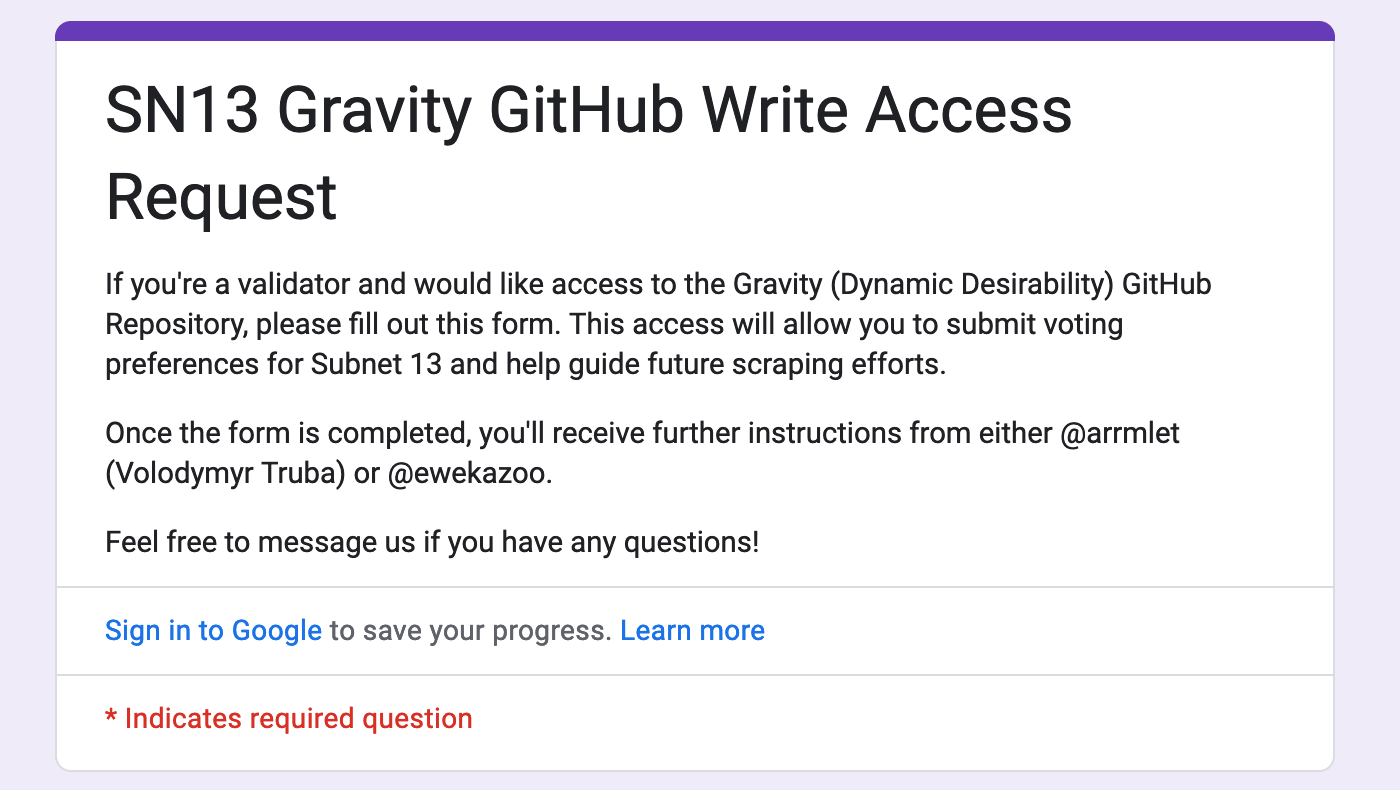 SN13 Gravity GitHub Write Access
Request
If you're a validator and would like access to the Gravity (Dynamic Desirability) GitHub
Repository, please fill out this form. This access will allow you to submit voting
preferences for Subnet 13 and help guide future scraping efforts.
Once the form is completed, you'll receive further instructions from either @arrmlet
(Volodymyr Truba) or @ewekazoo.
Feel free to message us if you have any questions!
Sign in to Google to save your progress. Learn more
* Indicates required question